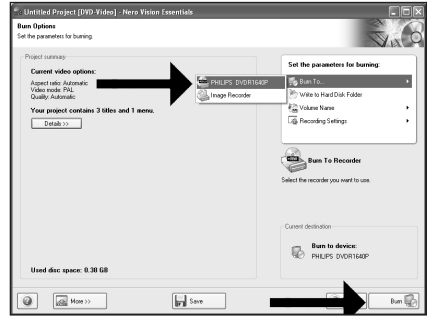 Untitled Project [DVD-Video] - Nero Vision Essentials
Burn Options
Set the parameters for burning.
Project summary
Current video options:
Aspect ratio: Automatic
Video mode: PAL
Quality: Automatic
Your project contains 3 titles and 1 menu.
Details >>
Used disc space: 0.38 GB
PHILIPS DVDR1640P
Image Recorder
Set the parameters for burning:
Burn To...
Write to Hard Disk Folder
Volume Name
Recording Settings
Burn To Recorder
Select the recorder you want to use.
Current destination
Burn to device:
PHILIPS DVDR1640P
More >>
Save
Burn